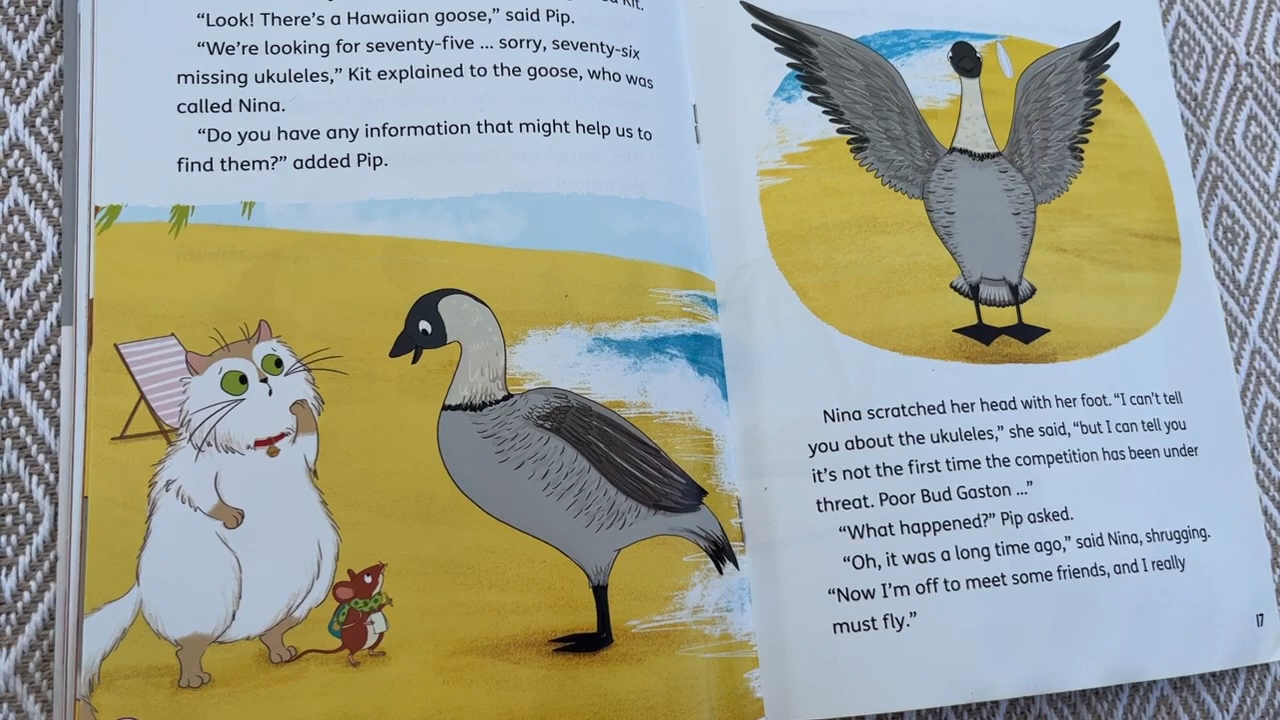 Kit.
“Look! There’s a Hawaiian goose,” said Pip.
“We’re looking for seventy-five ... sorry, seventy-six
missing ukuleles,” Kit explained to the goose, who was
called Nina.
“Do you have any information that might help us to
find them?” added Pip.
Nina scratched her head with her foot. “I can’t tell
you about the ukuleles,” she said, “but I can tell you
it’s not the first time the competition has been under
threat. Poor Bud Gaston ...”
“What happened?” Pip asked.
“Oh, it was a long time ago,” said Nina, shrugging.
“Now I’m off to meet some friends, and I really
must fly.”
17